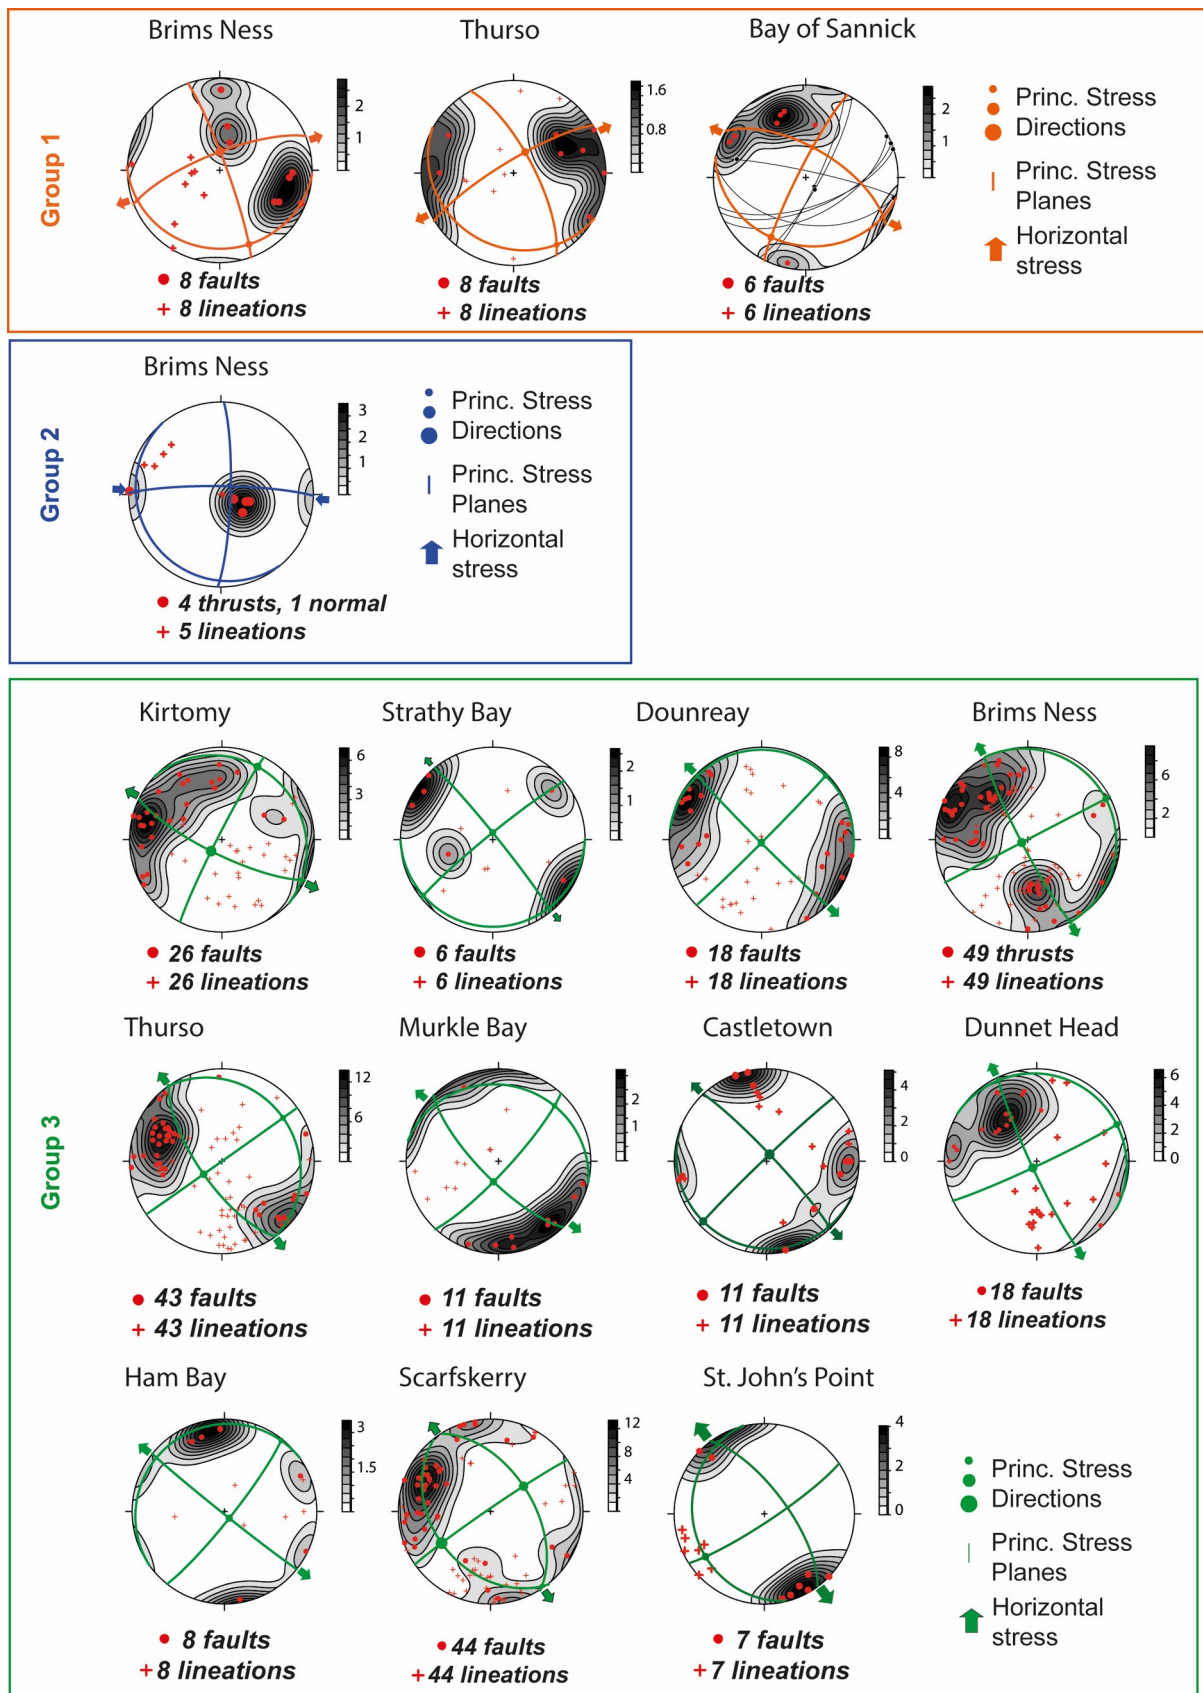 Group 1
Brims Ness
2
1
8 faults
+ 8 lineations
Thurso
1.6
0.8
8 faults
+ 8 lineations
Bay of Sannick
2
1
6 faults
+ 6 lineations
Princ. Stress
Directions
Princ. Stress
Planes
Horizontal
stress
Group 2
Brims Ness
3
2
1
4 thrusts, 1 normal
+ 5 lineations
Princ. Stress
Directions
Princ. Stress
Planes
Horizontal
stress
Group 3
Kirtomy
6
3
26 faults
+ 26 lineations
Strathy Bay
2
1
6 faults
+ 6 lineations
Dounreay
8
4
18 faults
+ 18 lineations
Brims Ness
6
2
49 thrusts
+ 49 lineations
Thurso
12
6
43 faults
+ 43 lineations
Murkle Bay
2
1
11 faults
+ 11 lineations
Castletown
4
2
0
11 faults
+ 11 lineations
Dunnet Head
6
4
2
0
18 faults
+ 18 lineations
Ham Bay
3
1.5
8 faults
+ 8 lineations
Scarfskerry
12
8
4
44 faults
+ 44 lineations
St. John's Point
4
2
0
7 faults
+ 7 lineations
Princ. Stress
Directions
Princ. Stress
Planes
Horizontal
stress